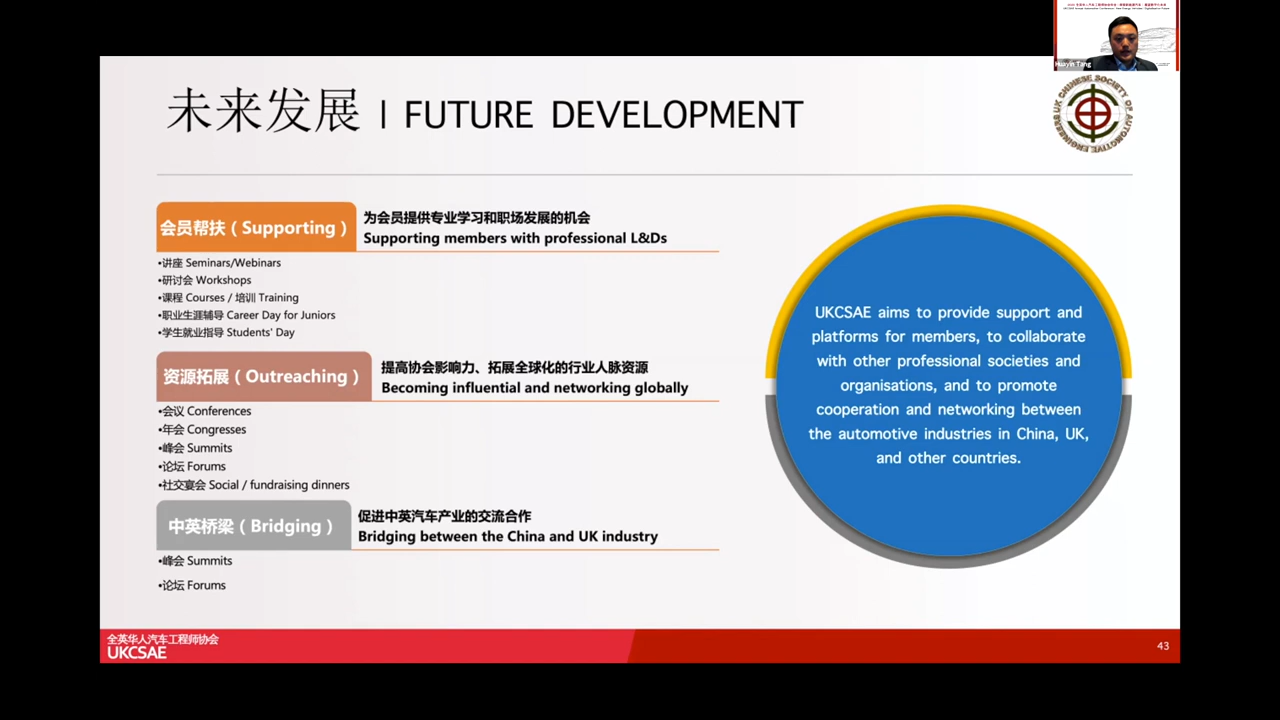 未来发展 | FUTURE DEVELOPMENT
Huayin Tang
UK CHINESE SOCIETY OF AUTOMOTIVE ENGINEERS
会员帮扶（Supporting）
为会员提供专业学习和职场发展的机会
Supporting members with professional L&Ds
•讲座 Seminars/Webinars
•研讨会 Workshops
•课程 Courses / 培训 Training
•职业生涯辅导 Career Day for Juniors
•学生就业指导 Students' Day
资源拓展（Outreaching）
提高协会影响力、拓展全球化的行业人脉资源
Becoming influential and networking globally
•会议 Conferences
•年会 Congresses
•峰会 Summits
•论坛 Forums
•社交宴会 Social / fundraising dinners
中英桥梁（Bridging）
促进中英汽车产业的交流合作
Bridging between the China and UK industry
•峰会 Summits
•论坛 Forums
UKCSAE aims to provide support and
platforms for members, to collaborate
with other professional societies and
organisations, and to promote
cooperation and networking between
the automotive industries in China, UK,
and other countries.
全英华人汽车工程师协会
UKCSAE
43